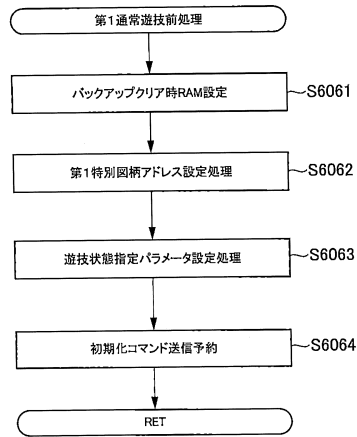 第1通常遊技前処理
バックアップクリア時RAM設定
S6061
第1特別図柄アドレス設定処理
S6062
遊技状態指定パラメータ設定処理
S6063
初期化コマンド送信予約
S6064
RET